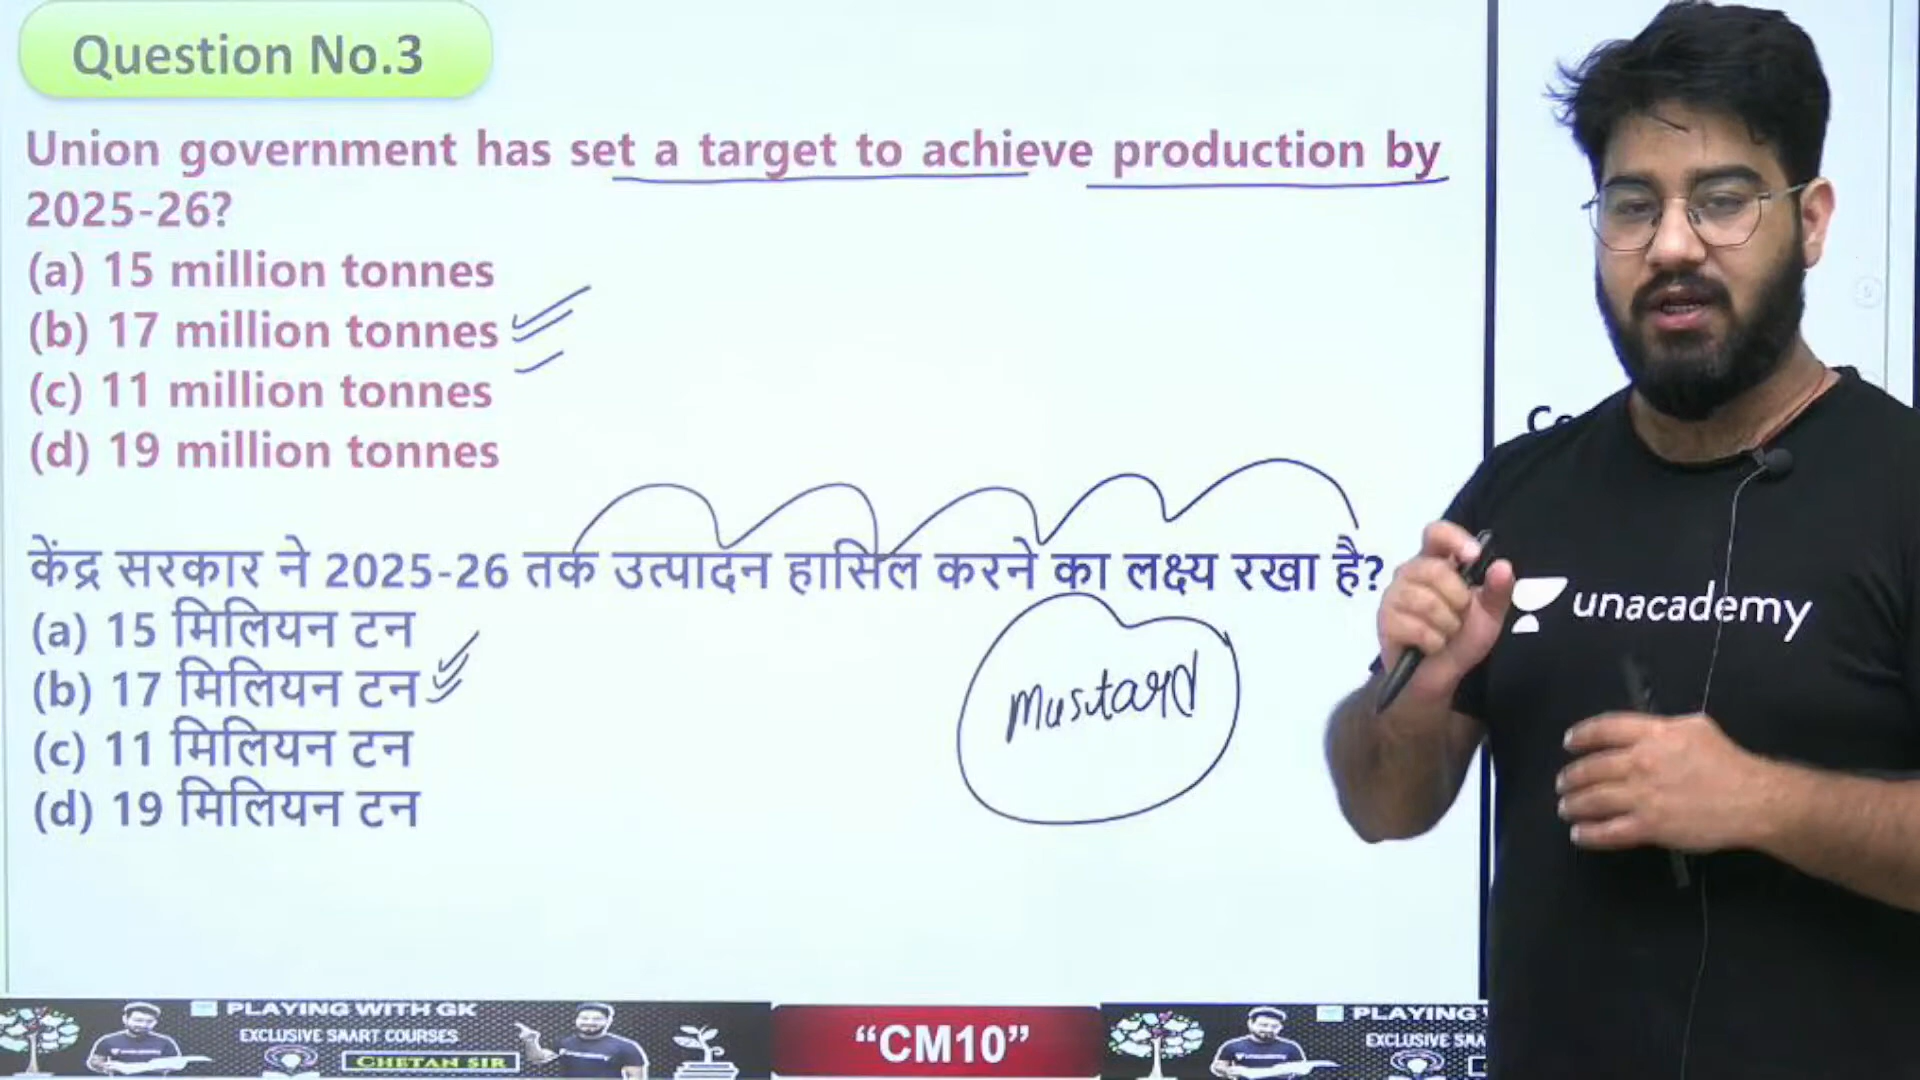 Question No.3
Union government has set a target to achieve production by
2025-26?
(a) 15 million tonnes
(b) 17 million tonnes
(c) 11 million tonnes
(d) 19 million tonnes
केंद्र सरकार ने 2025-26 तक उत्पादन हासिल करने का लक्ष्य रखा है?
(a) 15 मिलियन टन
(b) 17 मिलियन टन
(c) 11 मिलियन टन
(d) 19 मिलियन टन
Mustard
unacademy
PLAYING WITH GK
EXCLUSIVE SMART COURSES
CHETAN SIR
“CM10”
PLAYING
EXCLUSIVE